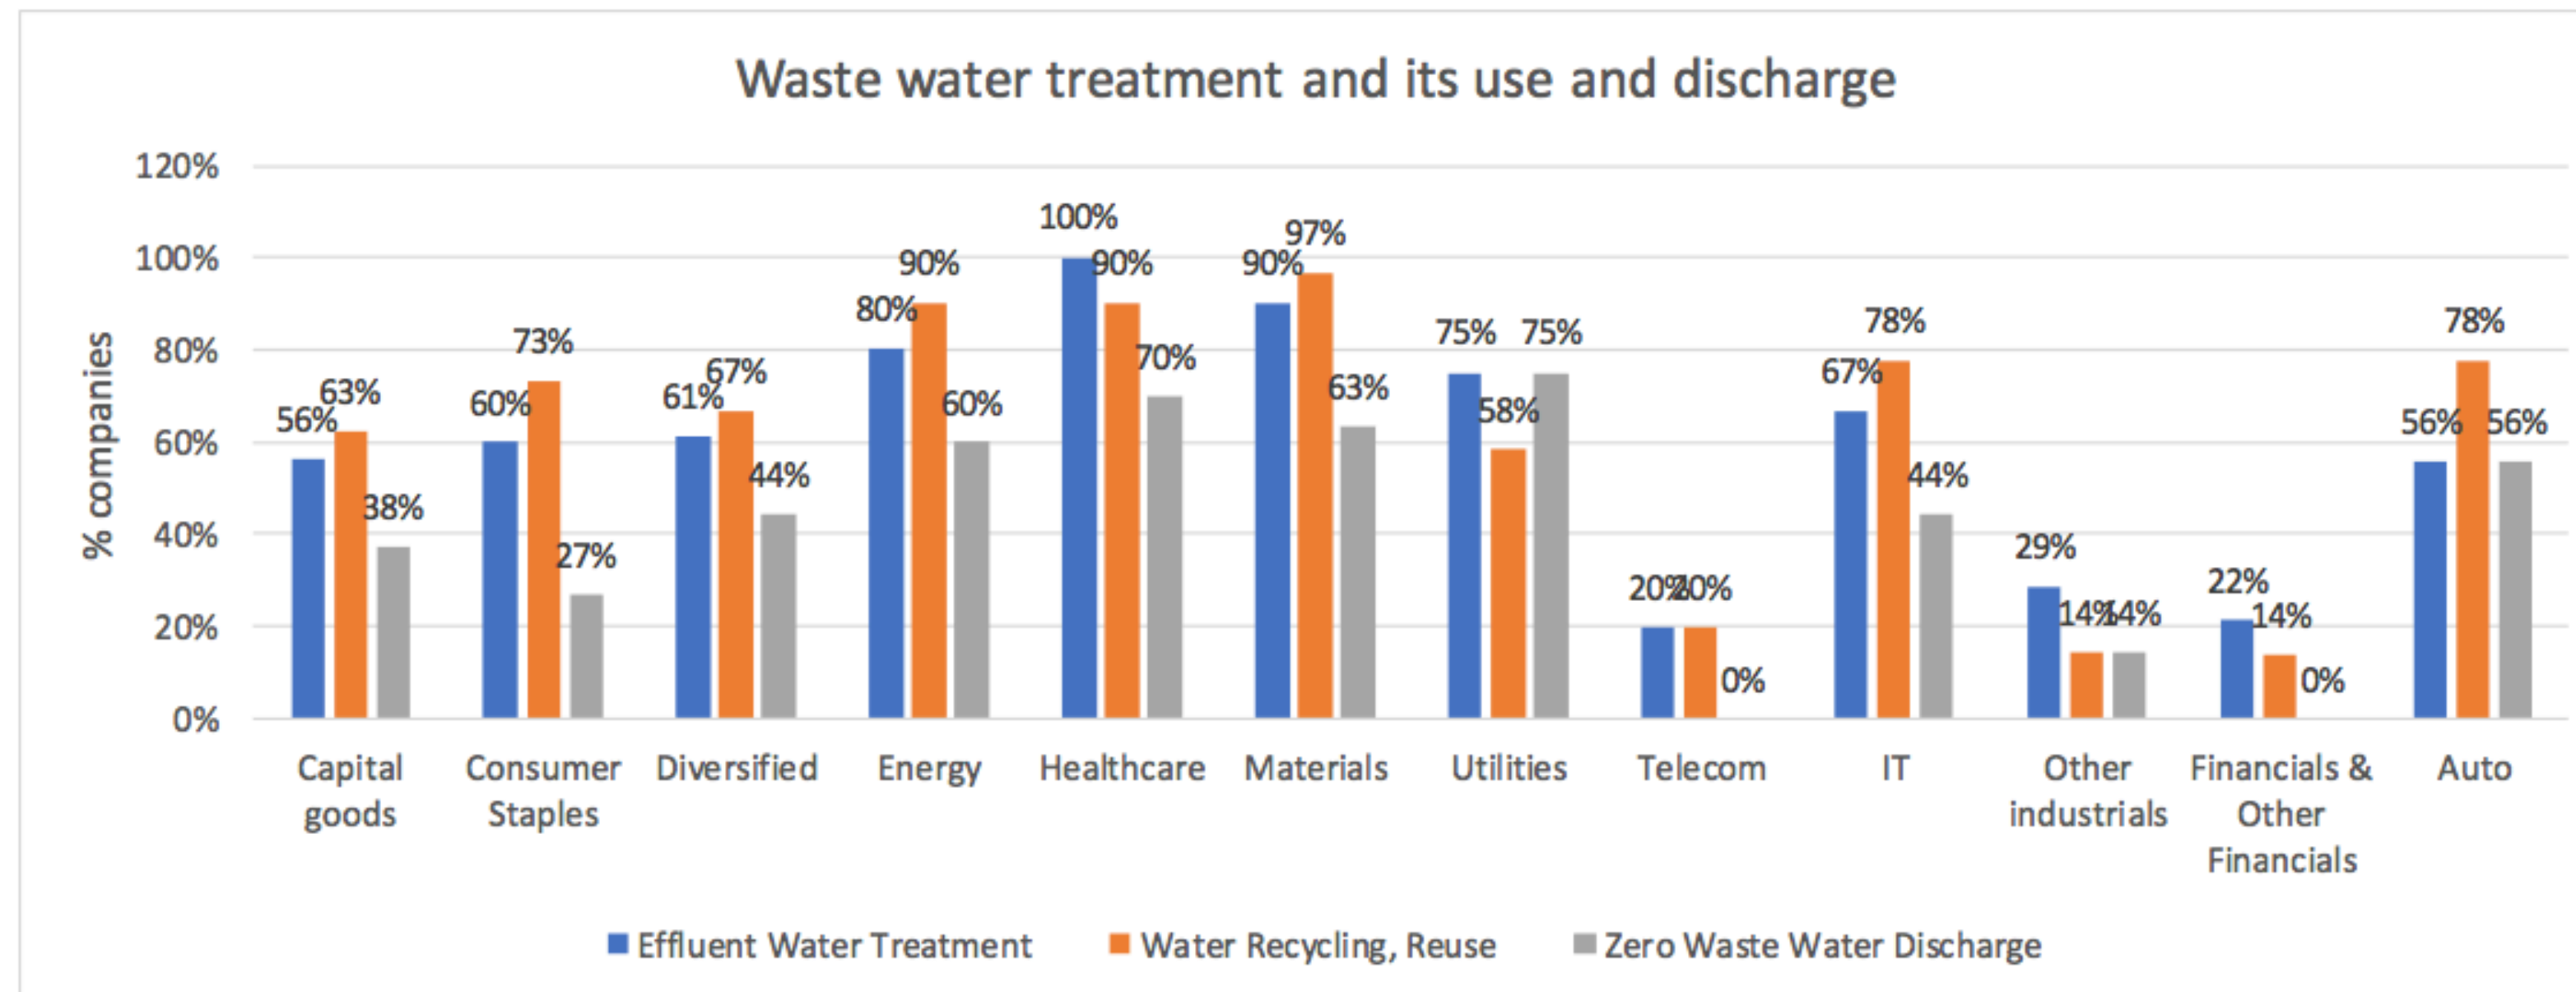 Waste water treatment and its use and discharge
120%
100%
80%
60%
40%
20%
0%
% companies
56%
63%
38%
60%
73%
27%
61%
67%
44%
80%
90%
60%
100%
90%
70%
90%
97%
63%
75%
58%
75%
20%
20%
0%
67%
78%
44%
29%
14%
14%
22%
14%
0%
56%
78%
56%
Capital
goods
Consumer
Staples
Diversified
Energy
Healthcare
Materials
Utilities
Telecom
IT
Other
industrials
Financials &
Other
Financials
Auto
Effluent Water Treatment
Water Recycling, Reuse
Zero Waste Water Discharge